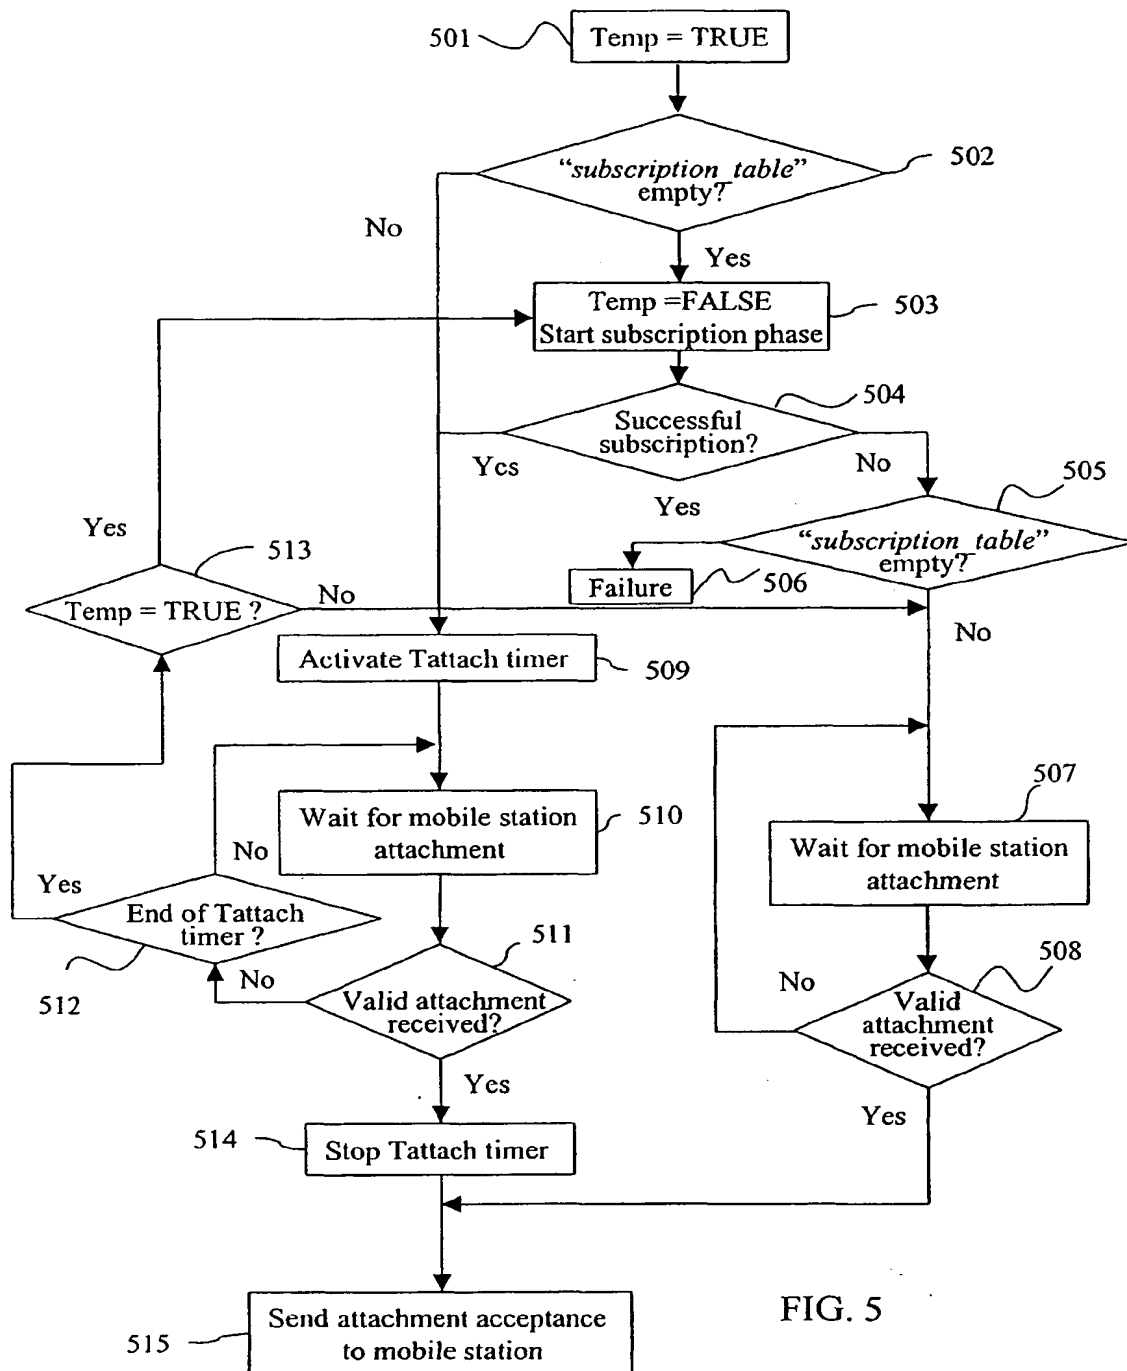 501
Temp = TRUE
"subscription_table"
empty?
502
No
Yes
Temp =FALSE
Start subscription phase
503
504
Successful
subscription?
Yes
No
505
Yes
Yes
"subscription_table"
empty?
513
Failure
506
Temp = TRUE ?
No
No
Activate Tattach timer
509
507
Wait for mobile station
attachment
510
No
Wait for mobile station
attachment
Yes
End of Tattach
timer ?
511
508
No
No
512
Valid attachment
received?
Valid
attachment
received?
Yes
Yes
514
Stop Tattach timer
FIG. 5
515
Send attachment acceptance
to mobile station